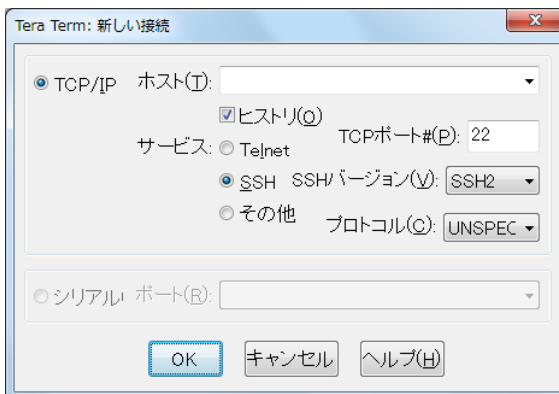 Tera Term: 新しい接続
TCP/IP ホスト(T):
ヒストリ(O)
サービス: Telnet TCPポート#(P): 22
SSH SSHバージョン(V): SSH2
その他 プロトコル(C): UNSPEC
シリアル ポート(R):
OK キャンセル ヘルプ(H)